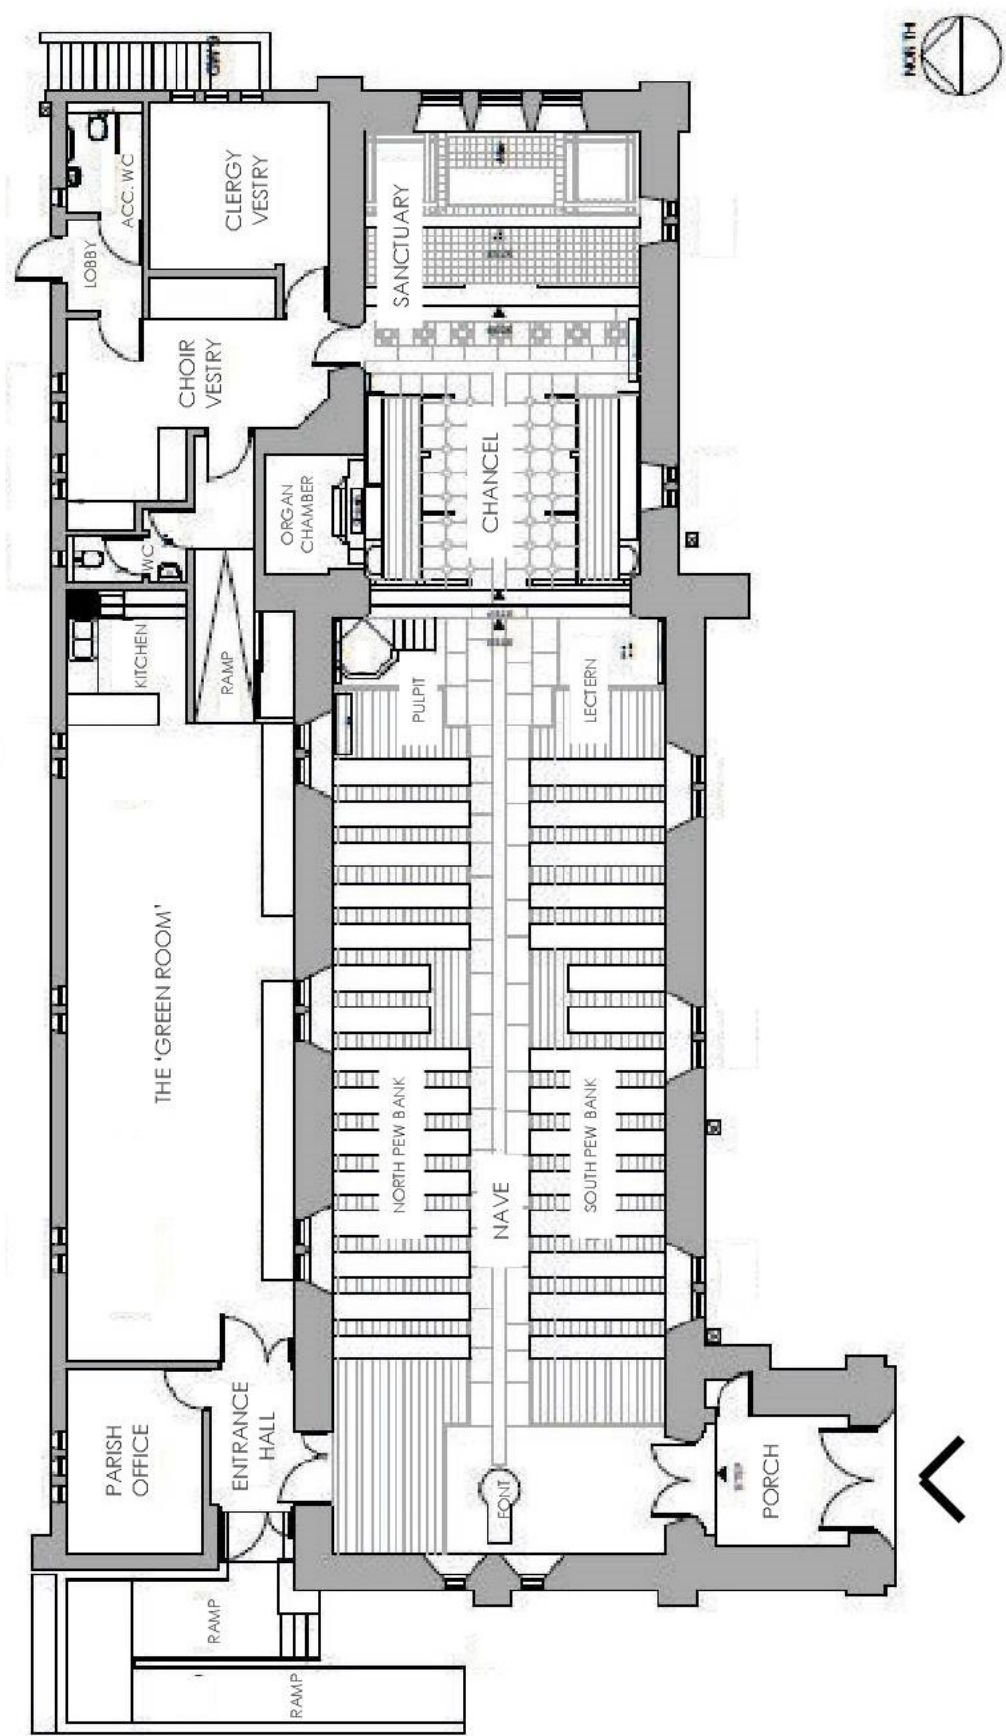 NORTH
ACC. WC
LOBBY
CLERGY
VESTRY
SANCTUARY
CHOIR
VESTRY
CHANCEL
ORGAN
CHAMBER
WC
KITCHEN
RAMP
PULPIT
LECTERN
THE 'GREEN ROOM'
NORTH PEW BANK
SOUTH PEW BANK
NAVE
PARISH
OFFICE
ENTRANCE
HALL
FONT
PORCH
RAMP
RAMP